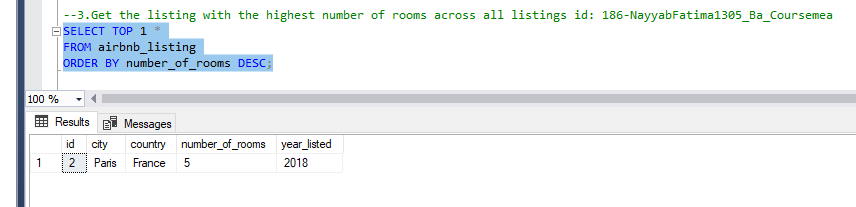 --3.Get the listing with the highest number of rooms across all listings id: 186-NayyabFatima1305_Ba_Coursemea
SELECT TOP 1 *
FROM airbnb_listing
ORDER BY number_of_rooms DESC;
100 %
Results Messages
id city country number_of_rooms year_listed
1 2 Paris France 5 2018